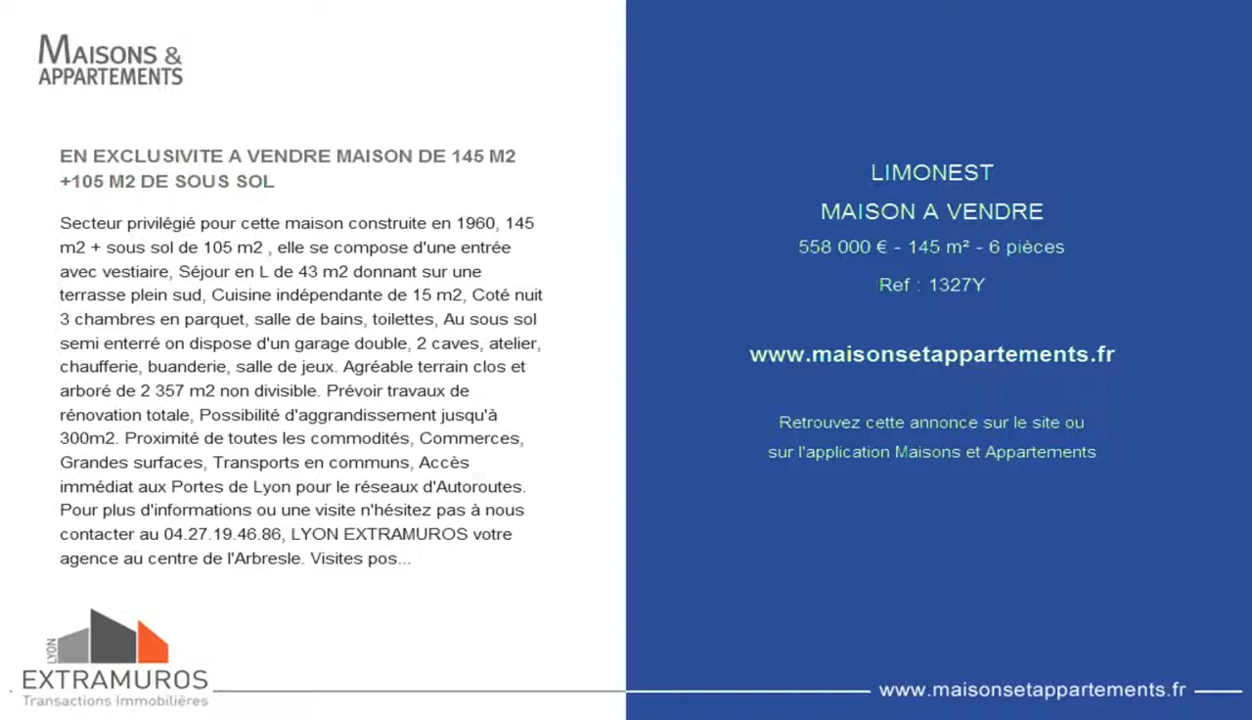 MAISONS &
APPARTEMENTS
EN EXCLUSIVITE A VENDRE MAISON DE 145 M2
+105 M2 DE SOUS SOL
Secteur privilégié pour cette maison construite en 1960, 145
m2 + sous sol de 105 m2 , elle se compose d'une entrée
avec vestiaire, Séjour en L de 43 m2 donnant sur une
terrasse plein sud, Cuisine indépendante de 15 m2, Coté nuit
3 chambres en parquet, salle de bains, toilettes, Au sous sol
semi enterré on dispose d'un garage double, 2 caves, atelier,
chaufferie, buanderie, salle de jeux. Agréable terrain clos et
arboré de 2 357 m2 non divisible. Prévoir travaux de
rénovation totale, Possibilité d'aggrandissement jusqu'à
300m2. Proximité de toutes les commodités, Commerces,
Grandes surfaces, Transports en communs, Accès
immédiat aux Portes de Lyon pour le réseaux d'Autoroutes.
Pour plus d'informations ou une visite n'hésitez pas à nous
contacter au 04.27.19.46.86, LYON EXTRAMUROS votre
agence au centre de l'Arbresle. Visites pos...
LYON
EXTRAMUROS
Transactions Immobilières
LIMONEST
MAISON A VENDRE
558 000 € - 145 m² - 6 pièces
Ref : 1327Y
www.maisonsetappartements.fr
Retrouvez cette annonce sur le site ou
sur l'application Maisons et Appartements
www.maisonsetappartements.fr